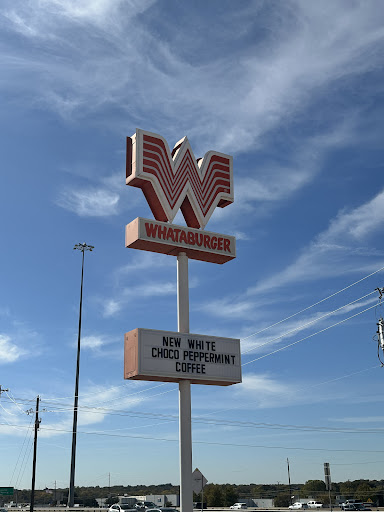 WHATABURGER
NEW WHITE
CHOCO PEPPERMINT
COFFEE